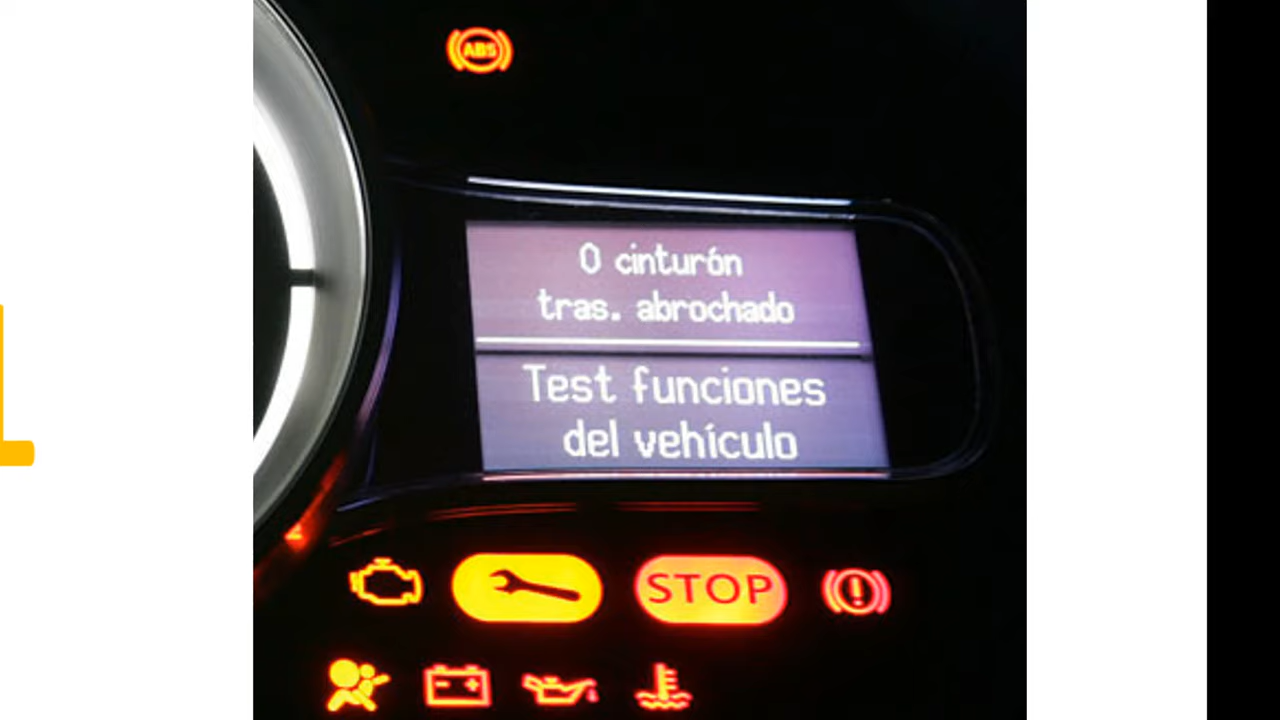 ABS
0 cinturón
tras. abrochado
Test funciones
del vehículo
STOP